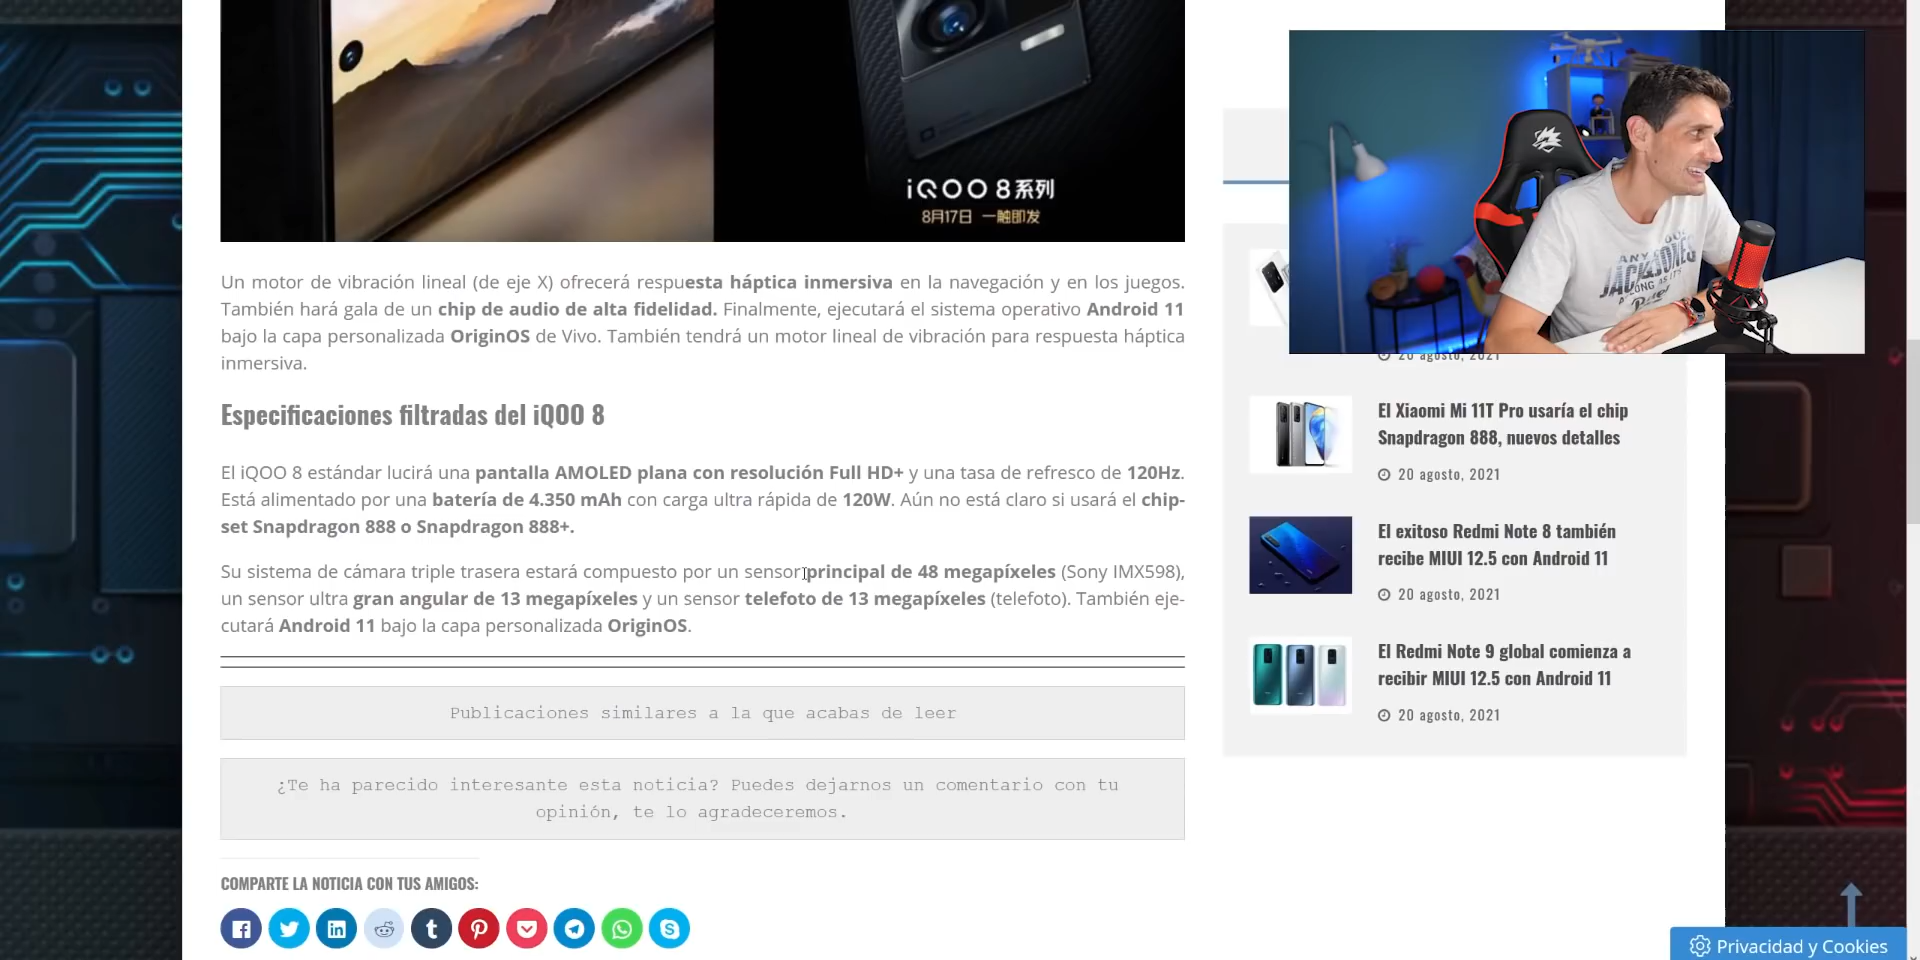 iQOO 8系列
8月17日 一触即发
Un motor de vibración lineal (de eje X) ofrecerá respuesta háptica inmersiva en la navegación y en los juegos.
También hará gala de un chip de audio de alta fidelidad. Finalmente, ejecutará el sistema operativo Android 11
bajo la capa personalizada OriginOS de Vivo. También tendrá un motor lineal de vibración para respuesta háptica
inmersiva.
Especificaciones filtradas del iQOO 8
El iQOO 8 estándar lucirá una pantalla AMOLED plana con resolución Full HD+ y una tasa de refresco de 120Hz.
Está alimentado por una batería de 4.350 mAh con carga ultra rápida de 120W. Aún no está claro si usará el chip-
set Snapdragon 888 o Snapdragon 888+.
Su sistema de cámara triple trasera estará compuesto por un sensor principal de 48 megapíxeles (Sony IMX598),
un sensor ultra gran angular de 13 megapíxeles y un sensor telefoto de 13 megapíxeles (telefoto). También eje-
cutará Android 11 bajo la capa personalizada OriginOS.
Publicaciones similares a la que acabas de leer
¿Te ha parecido interesante esta noticia? Puedes dejarnos un comentario con tu
opinión, te lo agradeceremos.
COMPARTE LA NOTICIA CON TUS AMIGOS:
JACK&JONES
20 agosto, 2021
El Xiaomi Mi 11T Pro usaría el chip
Snapdragon 888, nuevos detalles
20 agosto, 2021
El exitoso Redmi Note 8 también
recibe MIUI 12.5 con Android 11
20 agosto, 2021
El Redmi Note 9 global comienza a
recibir MIUI 12.5 con Android 11
20 agosto, 2021
Privacidad y Cookies